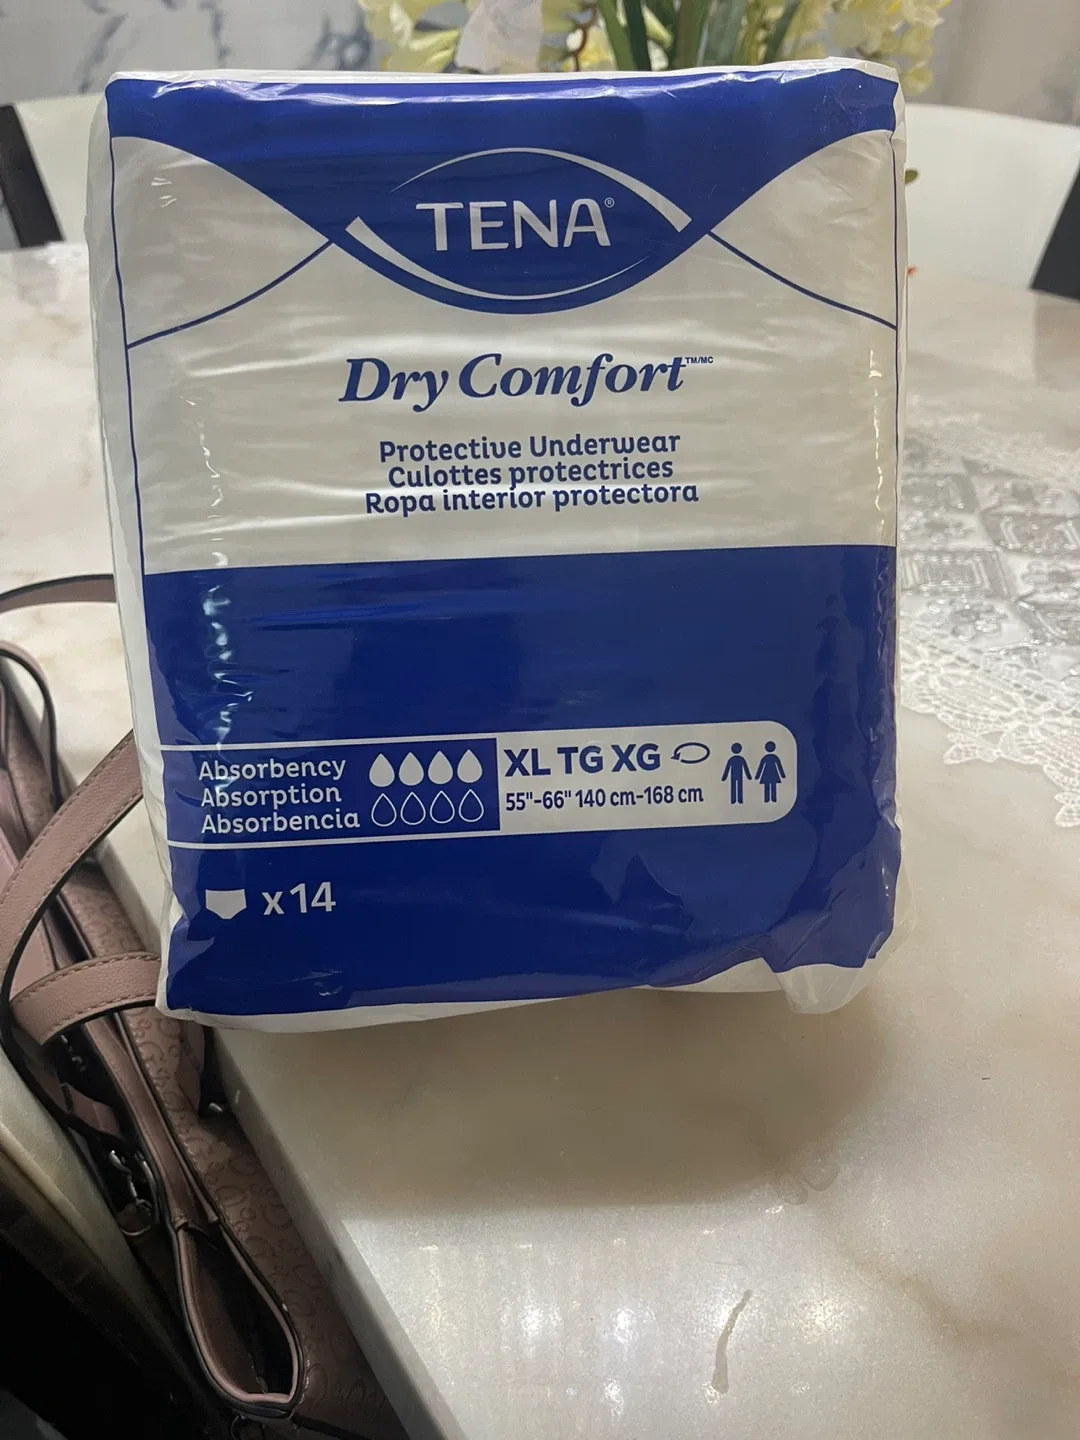 TENA®
Dry Comfort™/MC
Protective Underwear
Culottes protectrices
Ropa interior protectora
Absorbency
Absorption
Absorbencia
XL TG XG
55"-66" 140 cm-168 cm
x14